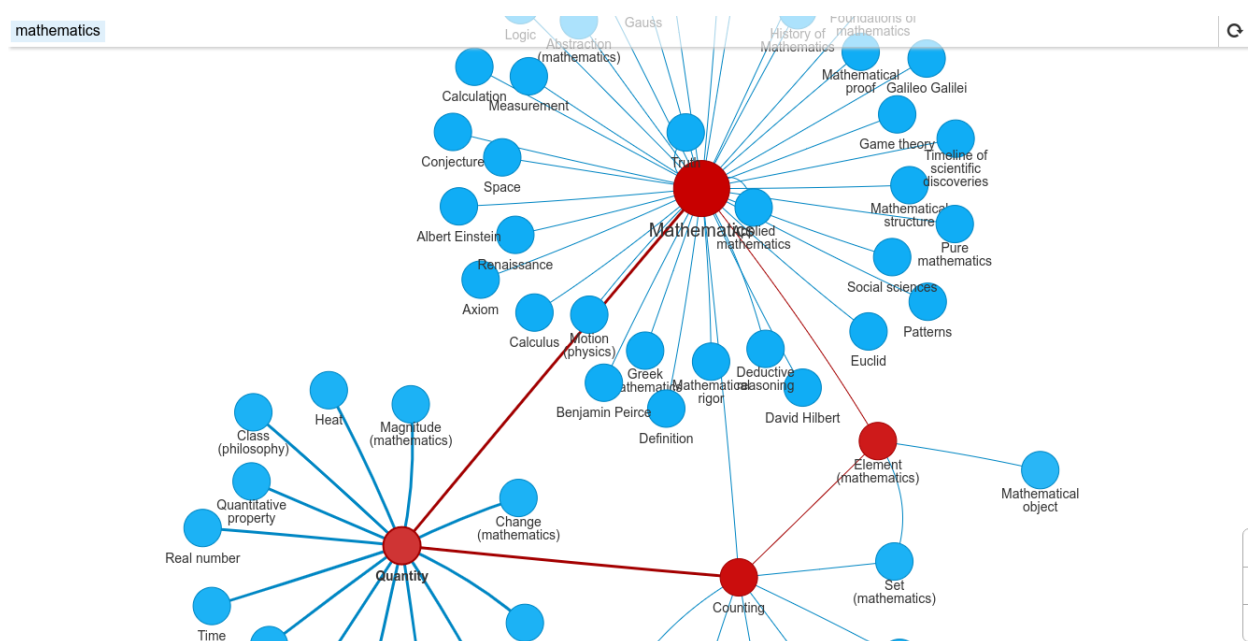 mathematics
Gauss
Foundations of
mathematics
Logic
Abstraction
(mathematics)
History of
Mathematics
Mathematical
proof
Galileo Galilei
Calculation
Measurement
Game theory
Timeline of
scientific
discoveries
Conjecture
Truth
Space
Mathematical
structure
Albert Einstein
Mathematics
Applied
mathematics
Pure
mathematics
Renaissance
Social sciences
Axiom
Patterns
Calculus
Motion
(physics)
Euclid
Greek
mathematics
Mathematical
rigor
Deductive
reasoning
Benjamin Peirce
David Hilbert
Definition
Heat
Class
(philosophy)
Magnitude
(mathematics)
Element
(mathematics)
Mathematical
object
Quantitative
property
Change
(mathematics)
Real number
Quantity
Set
(mathematics)
Counting
Time